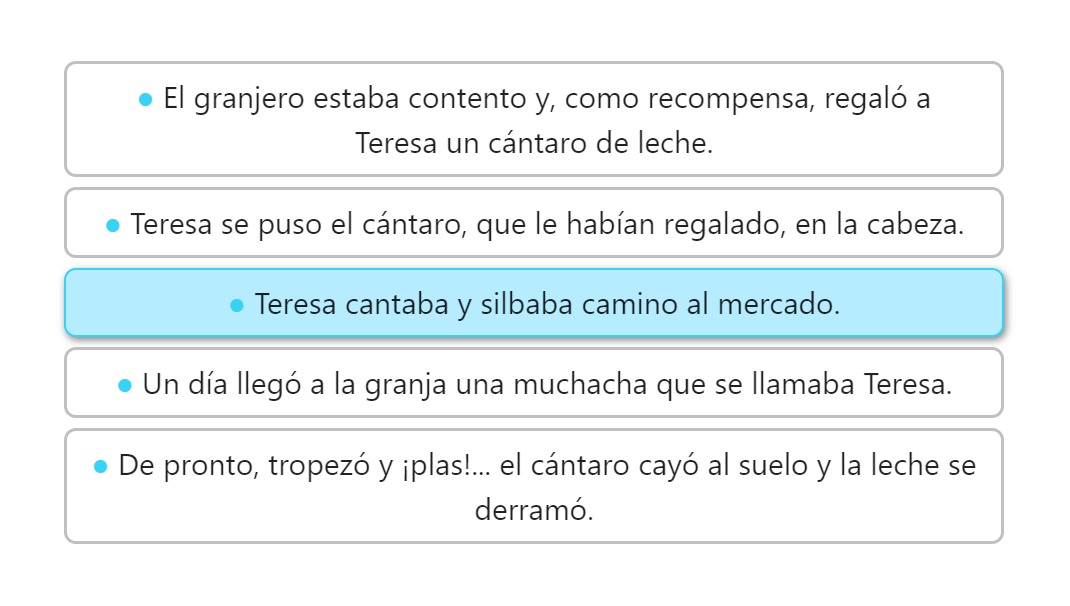 ● El granjero estaba contento y, como recompensa, regaló a
Teresa un cántaro de leche.
● Teresa se puso el cántaro, que le habían regalado, en la cabeza.
● Teresa cantaba y silbaba camino al mercado.
● Un día llegó a la granja una muchacha que se llamaba Teresa.
● De pronto, tropezó y ¡plas!... el cántaro cayó al suelo y la leche se
derramó.